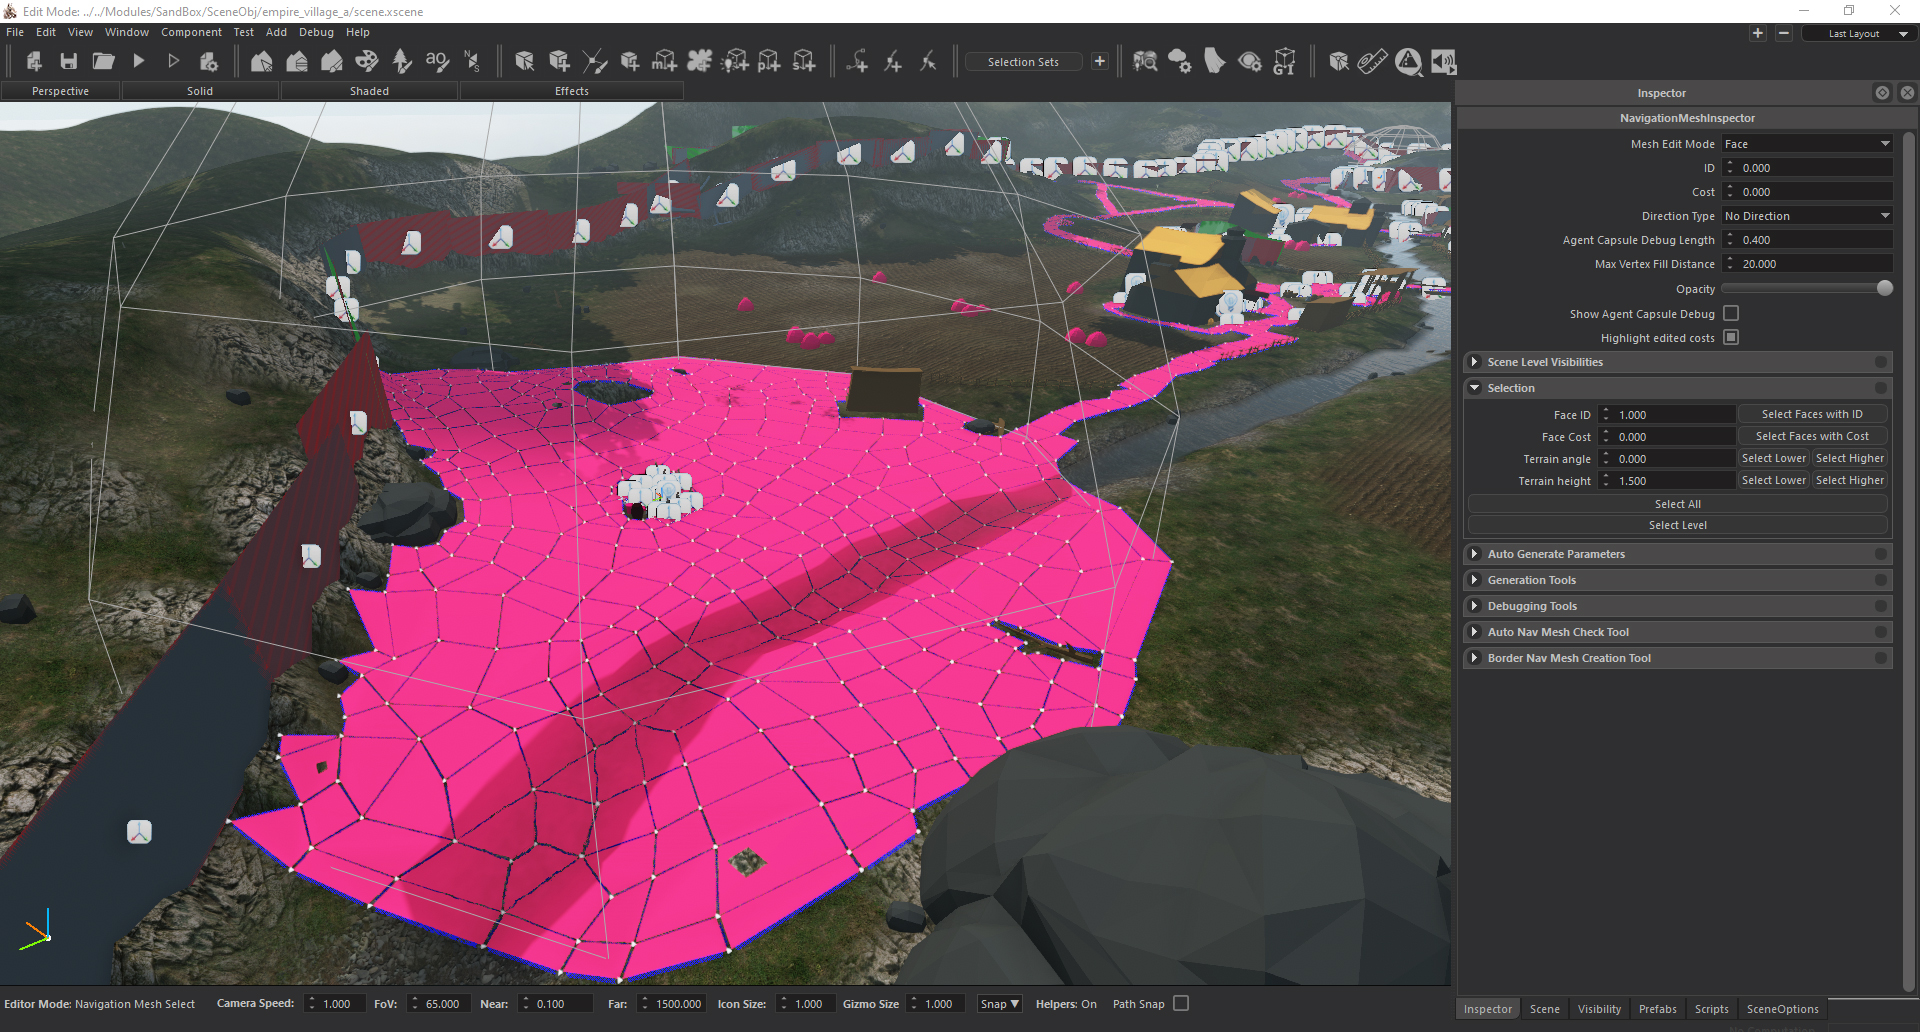 Edit Mode: ../../Modules/SandBox/SceneObj/empire_village_a/scene.xscene
File Edit View Window Component Test Add Debug Help
Last Layout
ao
N
S
Selection Sets
GI
Perspective Solid Shaded Effects
Inspector
NavigationMeshInspector
Mesh Edit Mode Face
ID 0.000
Cost 0.000
Direction Type No Direction
Agent Capsule Debug Length 0.400
Max Vertex Fill Distance 20.000
Opacity
Show Agent Capsule Debug
Highlight edited costs
Scene Level Visibilities
Selection
Face ID 1.000 Select Faces with ID
Face Cost 0.000 Select Faces with Cost
Terrain angle 0.000 Select Lower Select Higher
Terrain height 1.500 Select Lower Select Higher
Select All
Select Level
Auto Generate Parameters
Generation Tools
Debugging Tools
Auto Nav Mesh Check Tool
Border Nav Mesh Creation Tool
Editor Mode: Navigation Mesh Select Camera Speed: 1.000 FoV: 65.000 Near: 0.100 Far: 1500.000 Icon Size: 1.000 Gizmo Size 1.000 Snap Helpers: On Path Snap
Inspector Scene Visibility Prefabs Scripts SceneOptions